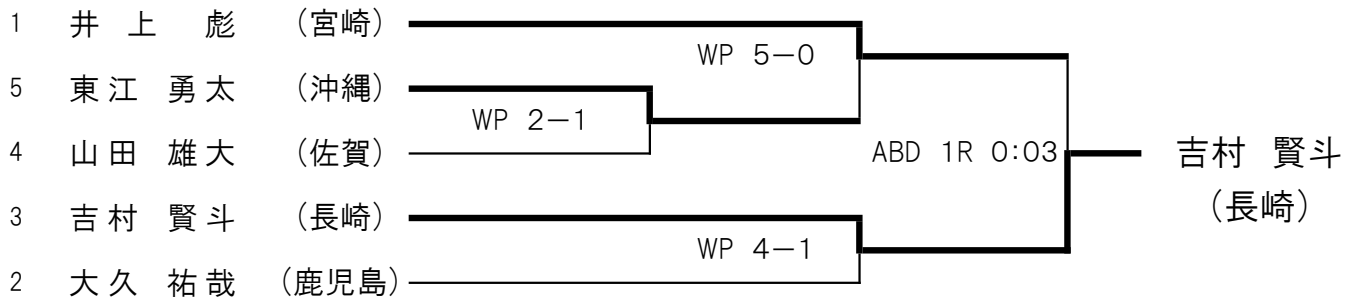 1 井上 彪 （宮崎）
WP 5－0
5 東江 勇太 （沖縄）
WP 2－1
4 山田 雄大 （佐賀）
ABD 1R 0:03
吉村 賢斗
（長崎）
3 吉村 賢斗 （長崎）
WP 4－1
2 大久 祐哉 （鹿児島）